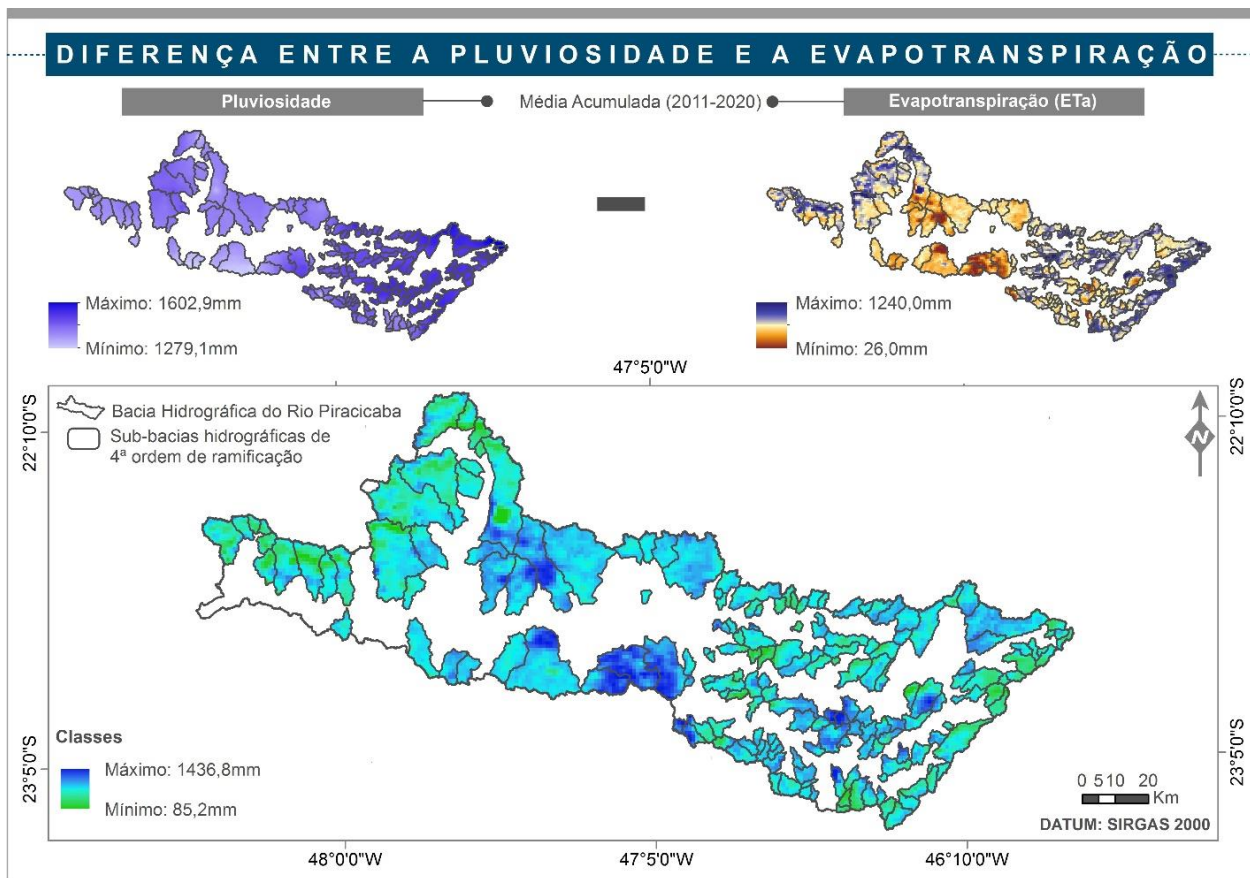 DIFERENÇA ENTRE A PLUVIOSIDADE E A EVAPOTRANSPIRAÇÃO
Pluviosidade
Média Acumulada (2011-2020)
Evapotranspiração (ETa)
Máximo: 1602,9mm
Mínimo: 1279,1mm
Máximo: 1240,0mm
Mínimo: 26,0mm
47°5'0"W
22°10'0"S
22°10'0"S
Bacia Hidrográfica do Rio Piracicaba
Sub-bacias hidrográficas de
4ª ordem de ramificação
N
Classes
Máximo: 1436,8mm
Mínimo: 85,2mm
23°5'0"S
23°5'0"S
0 510 20
Km
DATUM: SIRGAS 2000
48°0'0"W
47°5'0"W
46°10'0"W